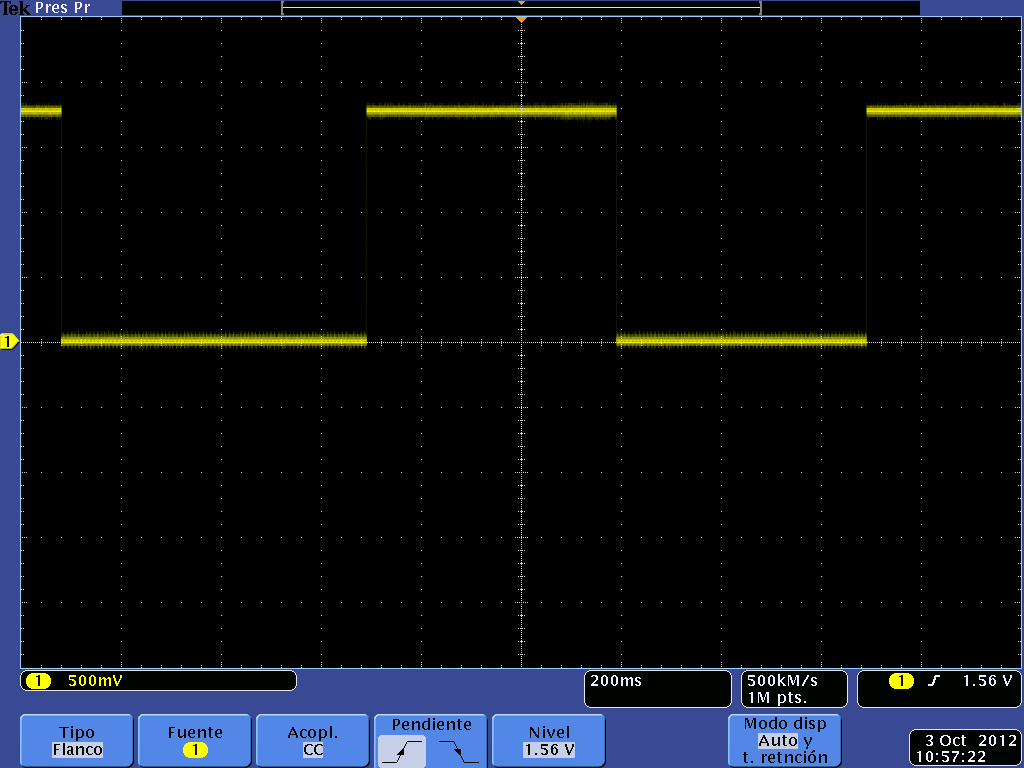 Tek Pres Pr
1
1 500mV
200ms
500kM/s
1M pts.
1 1.56 V
Tipo
Flanco
Fuente
1
Acopl.
CC
Pendiente
Nivel
1.56 V
Modo disp
Auto y
t. retnción
3 Oct 2012
10:57:22